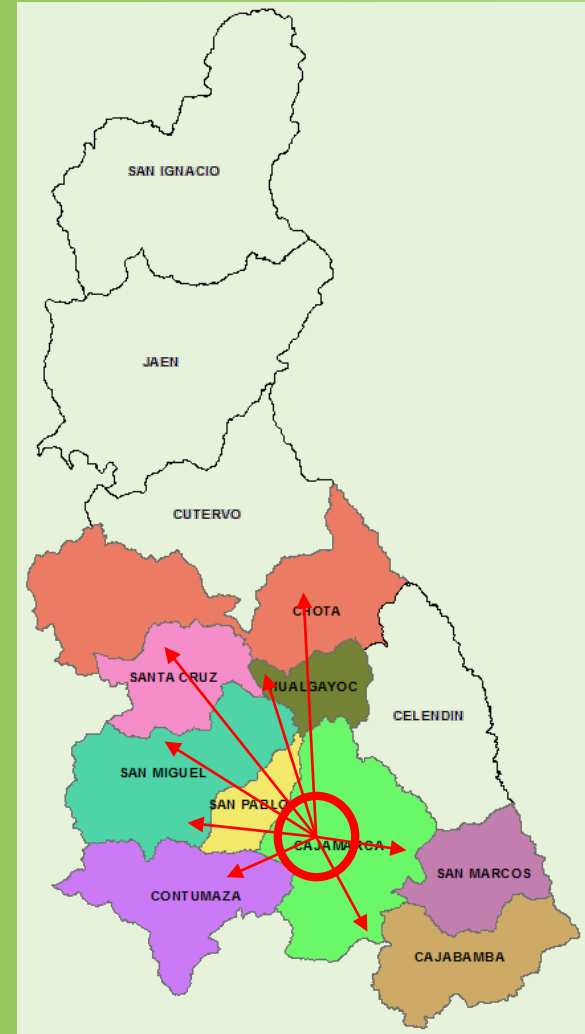 SAN IGNACIO
JAEN
CUTERVO
CHOTA
SANTA CRUZ
HUALGAYOC
CELENDIN
SAN MIGUEL
SAN PABLO
CAJAMARCA
SAN MARCOS
CONTUMAZA
CAJABAMBA